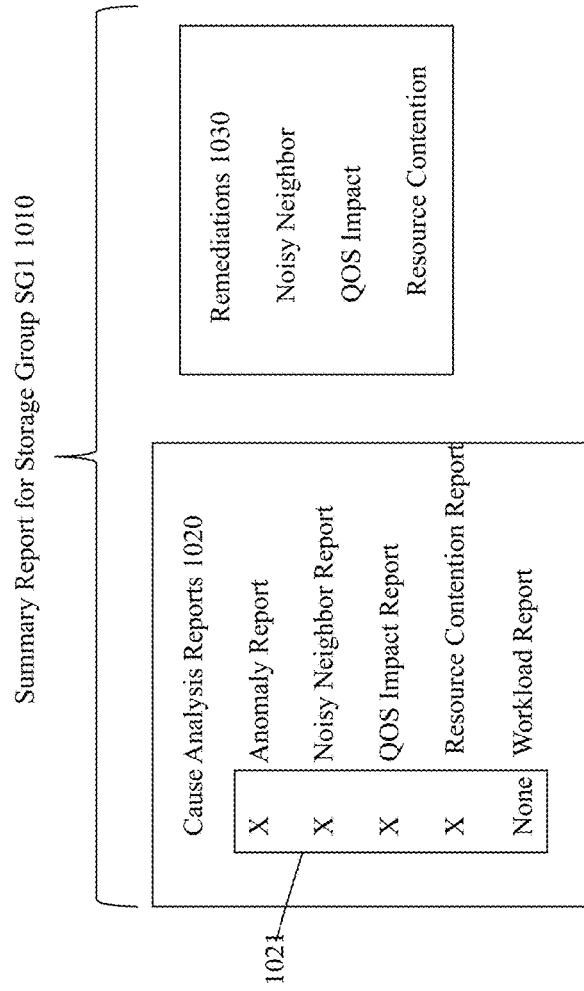 Summary Report for Storage Group SG1 1010
Cause Analysis Reports 1020
X Anomaly Report
X Noisy Neighbor Report
X QOS Impact Report
X Resource Contention Report
None Workload Report
1021
Remediations 1030
Noisy Neighbor
QOS Impact
Resource Contention